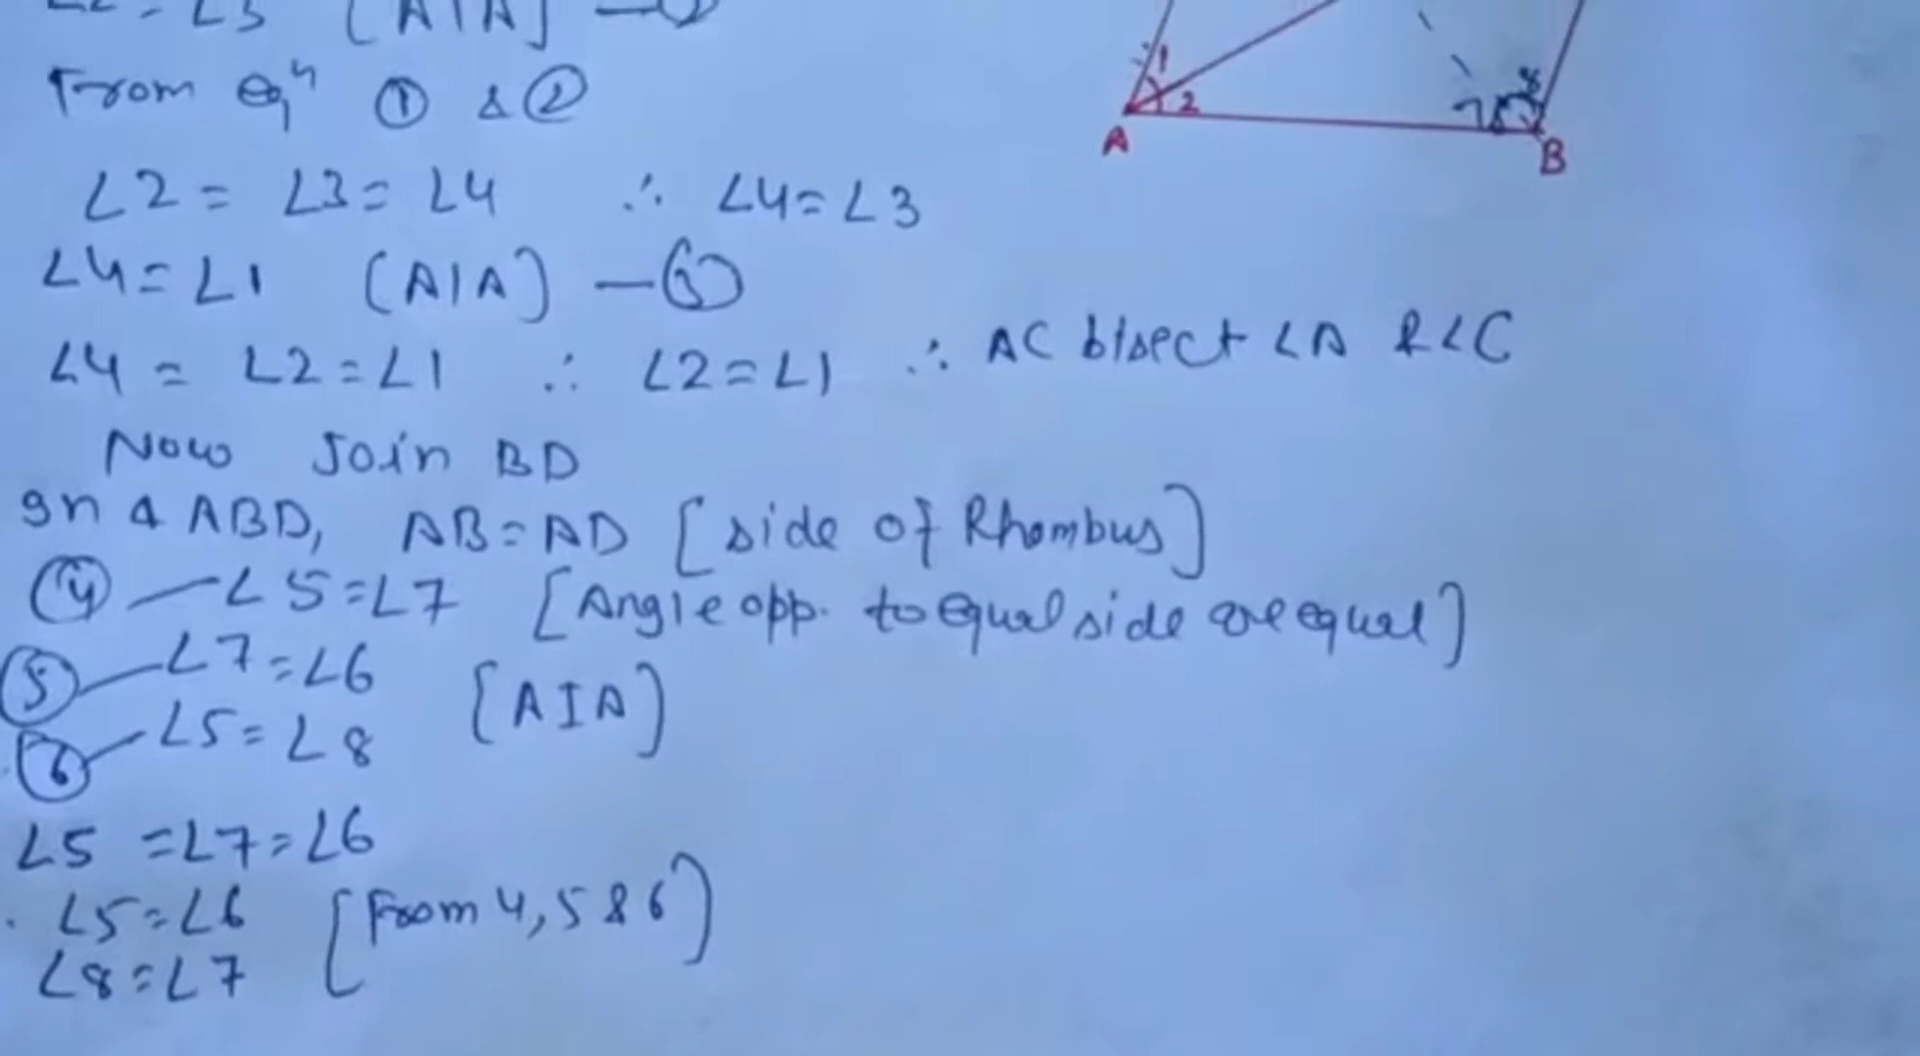 ∠3 [AIA]
From eqⁿ ① & ②
∠2 = ∠3 = ∠4 ∴ ∠4 = ∠3
∠4 = ∠1 (AIA) — ③
∠4 = ∠2 = ∠1 ∴ ∠2 = ∠1 ∴ AC bisect ∠A & ∠C
Now Join BD
In Δ ABD, AB = AD [side of Rhombus]
④ — ∠5 = ∠7 [Angle opp. to equal side are equal]
⑤ — ∠7 = ∠6
[AIA]
⑥ — ∠5 = ∠8
∠5 = ∠7 = ∠6
∠5 = ∠6 [From 4, 5 & 6]
∠8 = ∠7
1
2
A
7
8
B